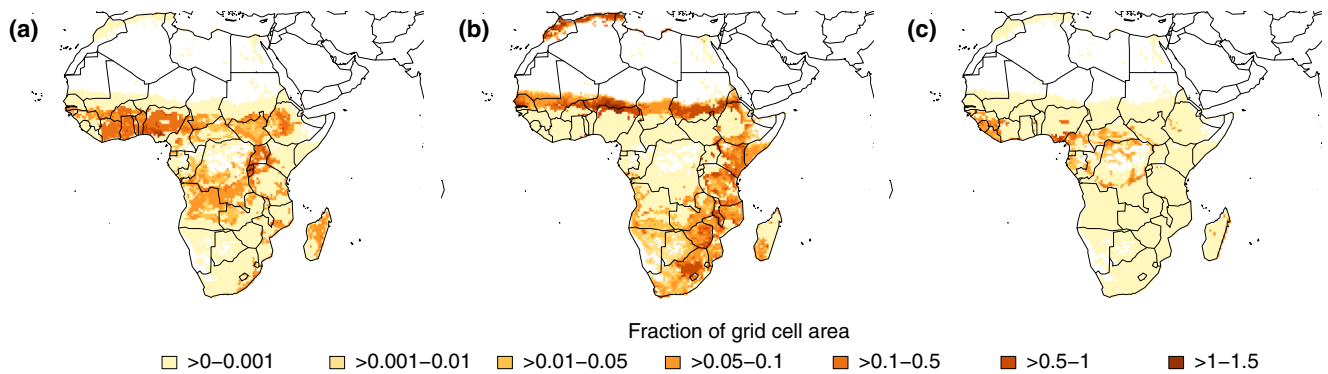 (a)
(b)
(c)
Fraction of grid cell area
>0−0.001 >0.001−0.01 >0.01−0.05 >0.05−0.1 >0.1−0.5 >0.5−1 >1−1.5